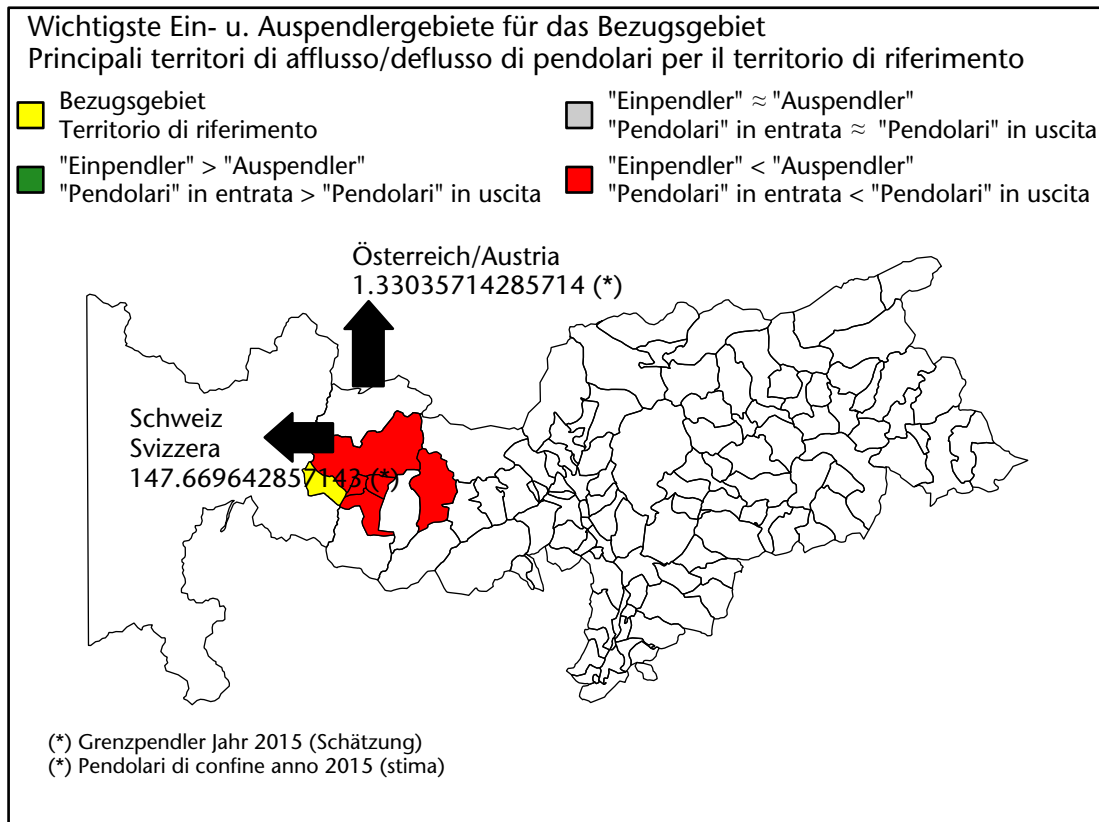 Wichtigste Ein- u. Auspendlergebiete für das Bezugsgebiet
Principali territori di afflusso/deflusso di pendolari per il territorio di riferimento
Bezugsgebiet
Territorio di riferimento
"Einpendler" > "Auspendler"
"Pendolari" in entrata > "Pendolari" in uscita
"Einpendler" ≈ "Auspendler"
"Pendolari" in entrata ≈ "Pendolari" in uscita
"Einpendler" < "Auspendler"
"Pendolari" in entrata < "Pendolari" in uscita
Österreich/Austria
1.33035714285714 (*)
Schweiz
Svizzera
147.669642857143 (*)
(*) Grenzpendler Jahr 2015 (Schätzung)
(*) Pendolari di confine anno 2015 (stima)